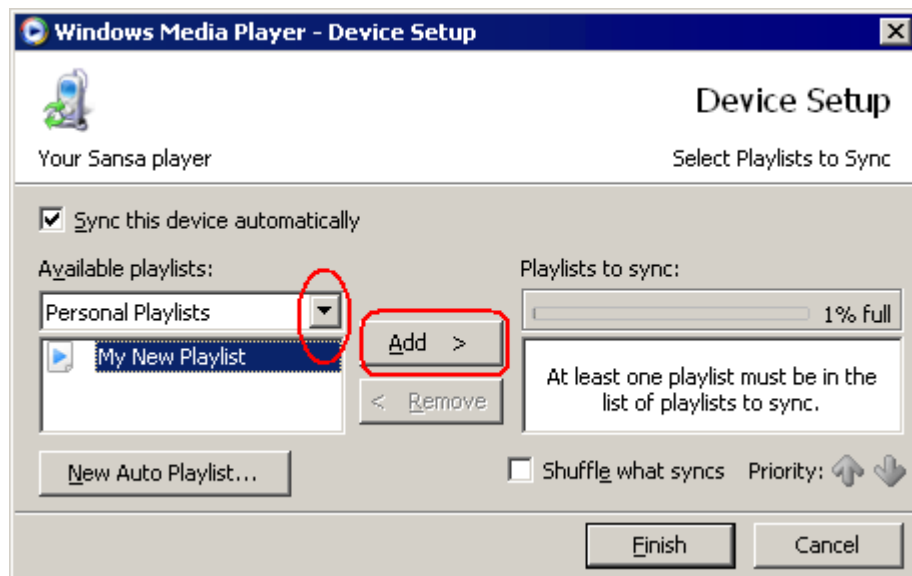 Windows Media Player - Device Setup
Device Setup
Your Sansa player
Select Playlists to Sync
Sync this device automatically
Available playlists:
Playlists to sync:
Personal Playlists
1% full
My New Playlist
Add >
At least one playlist must be in the
list of playlists to sync.
< Remove
New Auto Playlist...
Shuffle what syncs
Priority:
Finish
Cancel